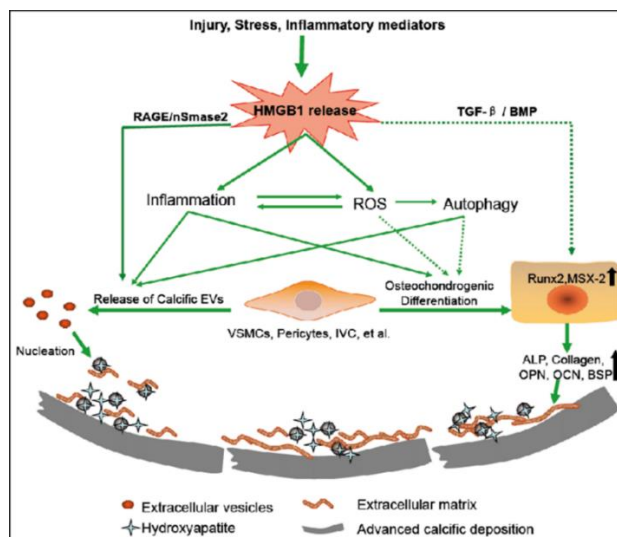 Injury, Stress, Inflammatory mediators
HMGB1 release
RAGE/nSmase2
TGF-β / BMP
Inflammation
ROS
Autophagy
Release of Calcific EVs
Osteochondrogenic
Differentiation
Runx2,MSX-2
VSMCs, Pericytes, IVC, et al.
Nucleation
ALP, Collagen,
OPN, OCN, BSP
Extracellular vesicles
Extracellular matrix
Hydroxyapatite
Advanced calcific deposition